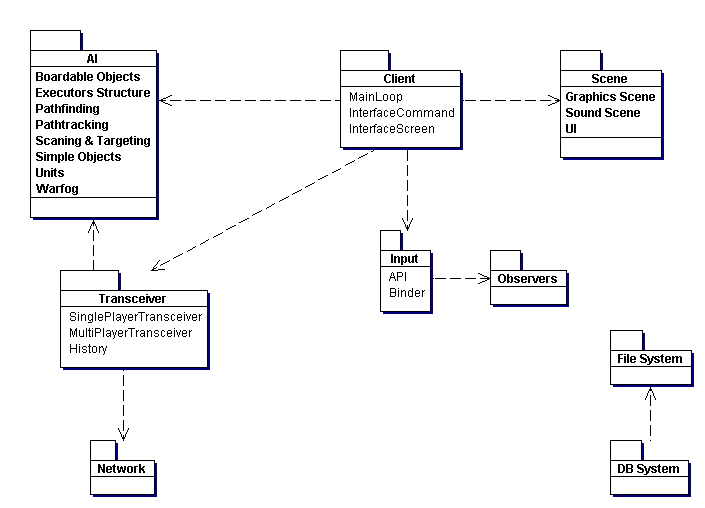 AI
Boardable Objects
Executors Structure
Pathfinding
Pathtracking
Scaning & Targeting
Simple Objects
Units
Warfog
Client
MainLoop
InterfaceCommand
InterfaceScreen
Scene
Graphics Scene
Sound Scene
UI
Input
API
Binder
Observers
Transceiver
SinglePlayerTransceiver
MultiPlayerTransceiver
History
File System
Network
DB System